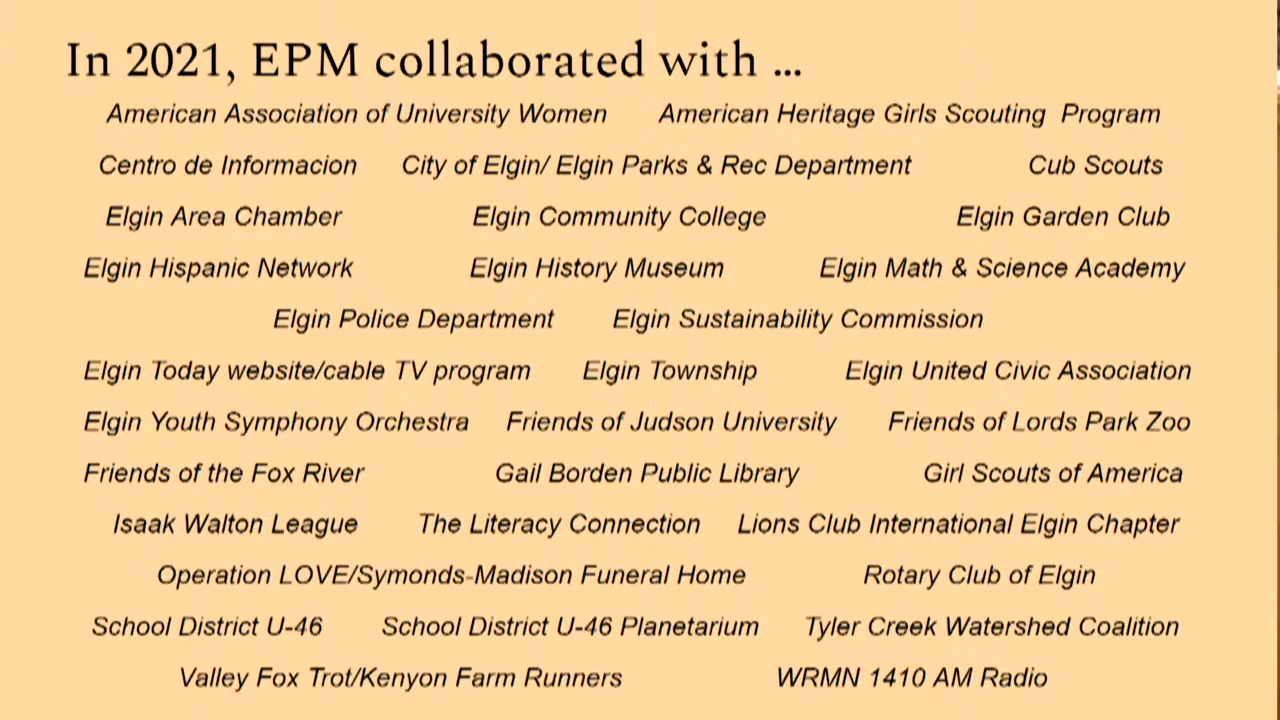 In 2021, EPM collaborated with ...
American Association of University Women American Heritage Girls Scouting Program
Centro de Informacion City of Elgin/ Elgin Parks & Rec Department Cub Scouts
Elgin Area Chamber Elgin Community College Elgin Garden Club
Elgin Hispanic Network Elgin History Museum Elgin Math & Science Academy
Elgin Police Department Elgin Sustainability Commission
Elgin Today website/cable TV program Elgin Township Elgin United Civic Association
Elgin Youth Symphony Orchestra Friends of Judson University Friends of Lords Park Zoo
Friends of the Fox River Gail Borden Public Library Girl Scouts of America
Isaak Walton League The Literacy Connection Lions Club International Elgin Chapter
Operation LOVE/Symonds-Madison Funeral Home Rotary Club of Elgin
School District U-46 School District U-46 Planetarium Tyler Creek Watershed Coalition
Valley Fox Trot/Kenyon Farm Runners WRMN 1410 AM Radio